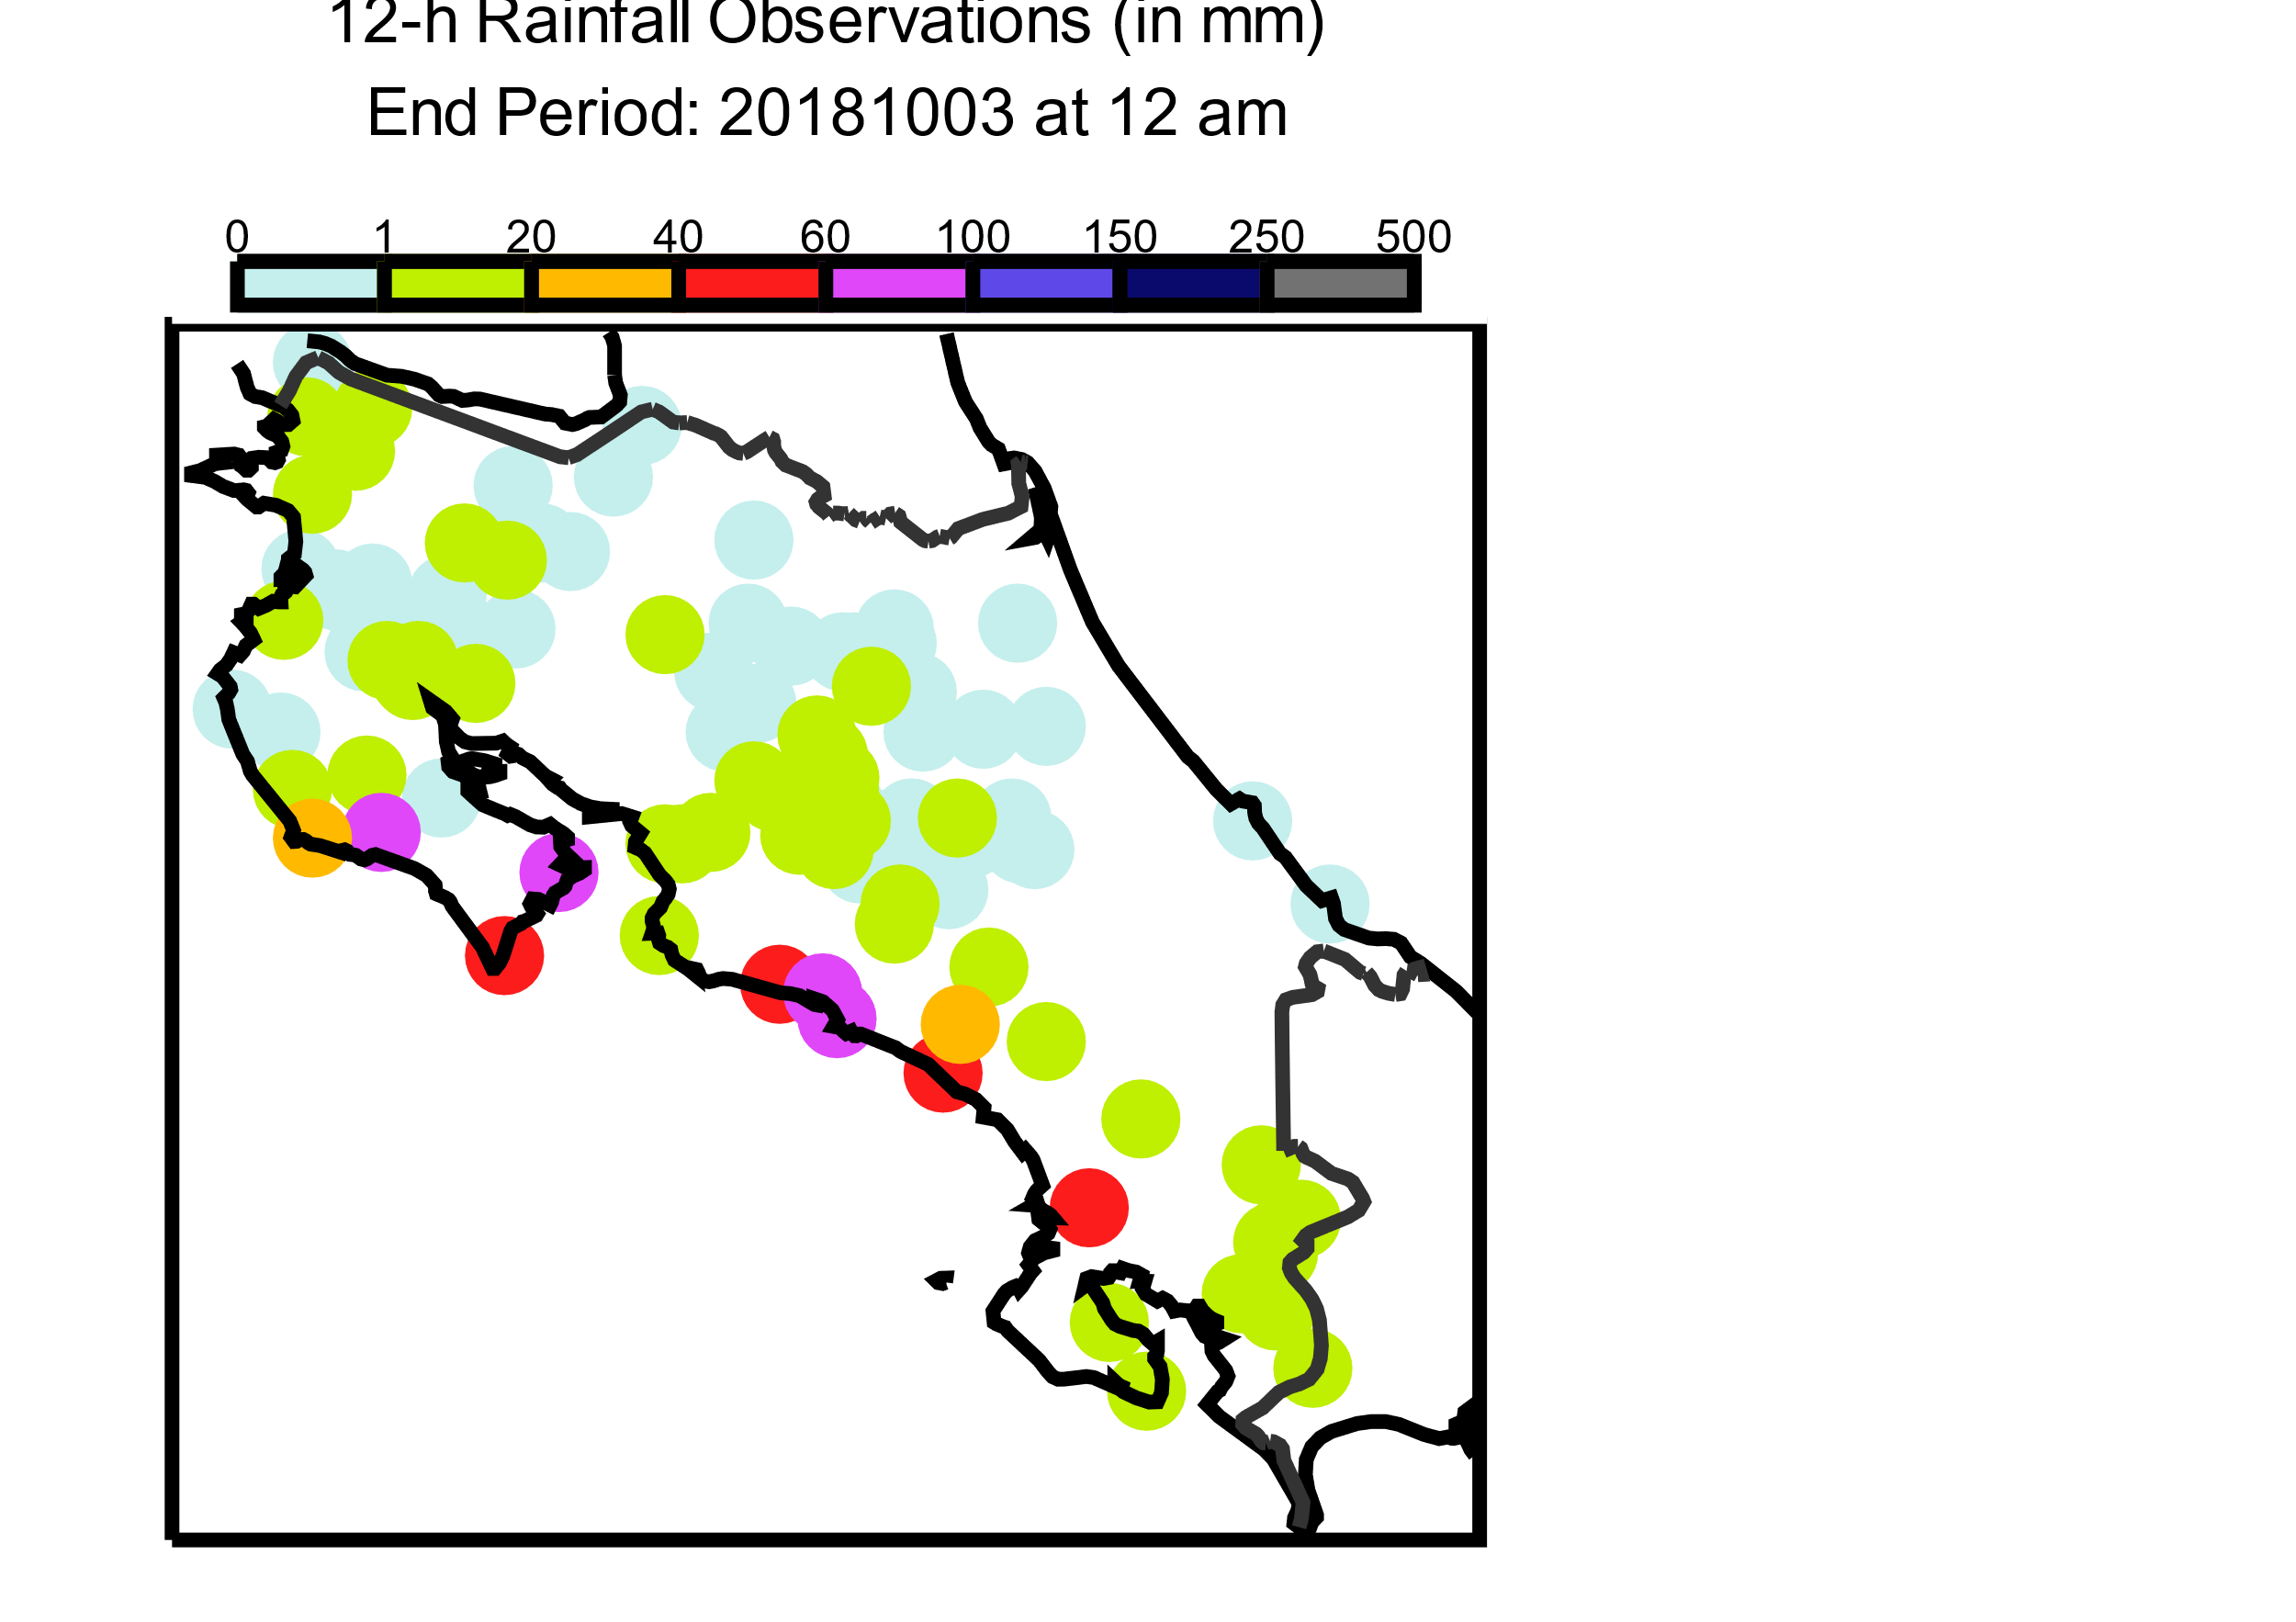 12-h Rainfall Observations (in mm)
End Period: 20181003 at 12 am
0 1 20 40 60 100 150 250 500